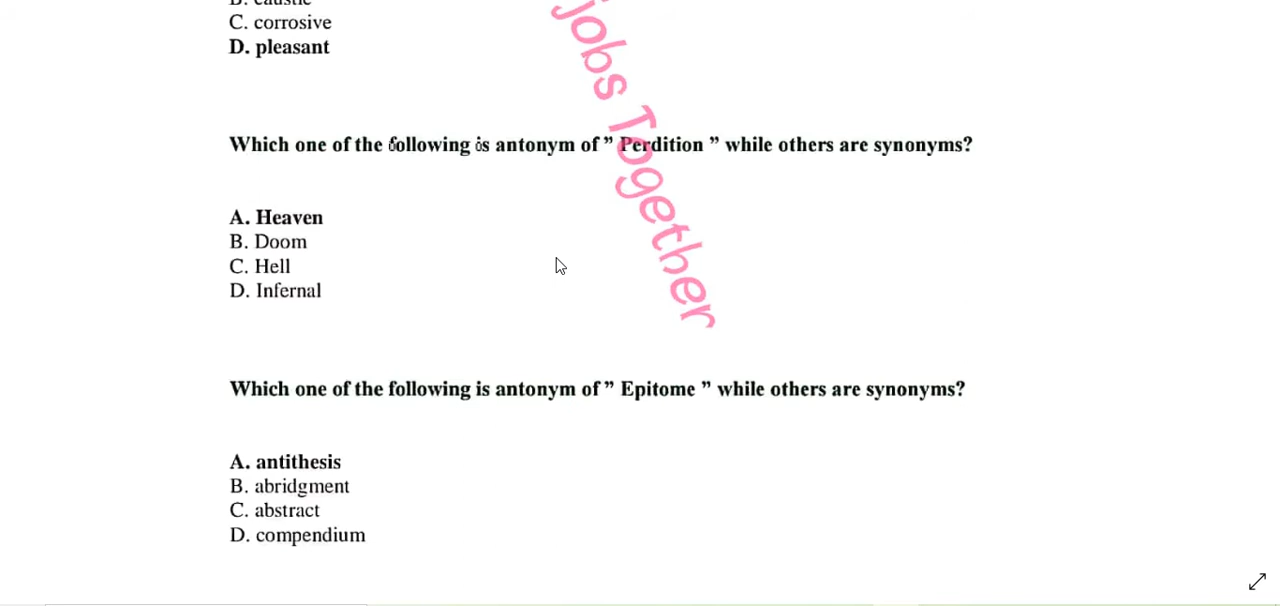 B. caustic
C. corrosive
D. pleasant
Which one of the following is antonym of ” Perdition ” while others are synonyms?
A. Heaven
B. Doom
C. Hell
D. Infernal
Which one of the following is antonym of ” Epitome ” while others are synonyms?
A. antithesis
B. abridgment
C. abstract
D. compendium
jobs Together